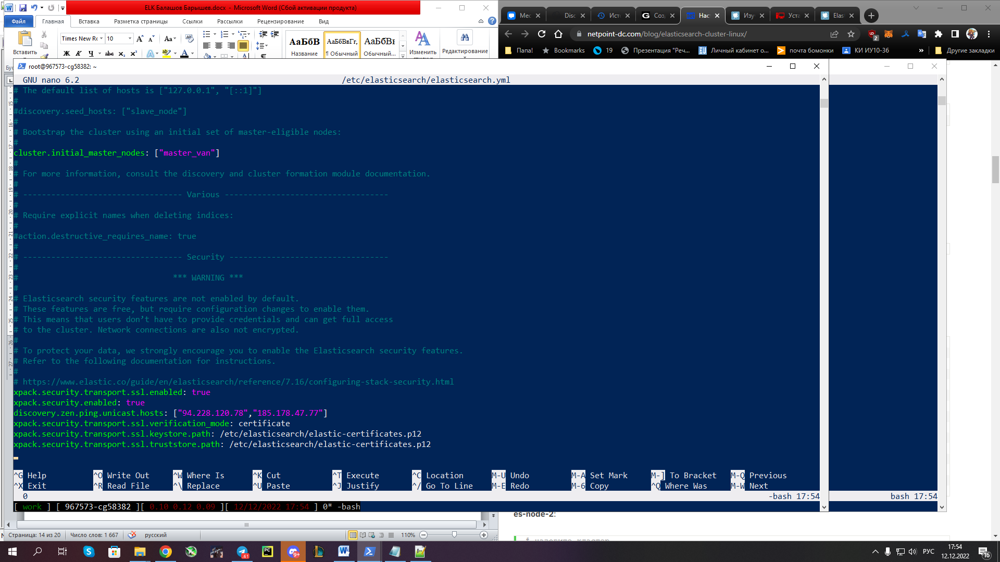 ELK Балашов Барышев.docx - Microsoft Word (Сбой активации продукта)
Файл Главная Вставка Разметка страницы Ссылки Рассылки Рецензирование Вид
Вставить
Times New Ro 10
Ж К Ч abc x₂ x²
АаБбВ АаБбВвГг, АаБбВв
Название ¶ Обычный Обычный...
Изменить Редактирование
Мес Disc Ист Соз Нас Изу Уста Elas
netpoint-dc.com/blog/elasticsearch-cluster-linux/
Папа! Bookmarks 19 Презентация "Реч... Личный кабинет о... почта бомонки КИ ИУ10-36 » Другие закладки
root@967573-cg58382: ~
GNU nano 6.2 /etc/elasticsearch/elasticsearch.yml
# The default list of hosts is ["127.0.0.1", "[::1]"]
#
#discovery.seed_hosts: ["slave_node"]
#
# Bootstrap the cluster using an initial set of master-eligible nodes:
#
cluster.initial_master_nodes: ["master_van"]
#
# For more information, consult the discovery and cluster formation module documentation.
#
# ---------------------------------- Various -----------------------------------
#
# Require explicit names when deleting indices:
#
#action.destructive_requires_name: true
#
# ---------------------------------- Security ----------------------------------
#
# *** WARNING ***
#
# Elasticsearch security features are not enabled by default.
# These features are free, but require configuration changes to enable them.
# This means that users don’t have to provide credentials and can get full access
# to the cluster. Network connections are also not encrypted.
#
# To protect your data, we strongly encourage you to enable the Elasticsearch security features.
# Refer to the following documentation for instructions.
#
# https://www.elastic.co/guide/en/elasticsearch/reference/7.16/configuring-stack-security.html
xpack.security.transport.ssl.enabled: true
xpack.security.enabled: true
discovery.zen.ping.unicast.hosts: ["94.228.120.78","185.178.47.77"]
xpack.security.transport.ssl.verification_mode: certificate
xpack.security.transport.ssl.keystore.path: /etc/elasticsearch/elastic-certificates.p12
xpack.security.transport.ssl.truststore.path: /etc/elasticsearch/elastic-certificates.p12
^G Help ^O Write Out ^W Where Is ^K Cut ^T Execute ^C Location M-U Undo M-A Set Mark M-] To Bracket M-Q Previous
^X Exit ^R Read File ^\ Replace ^U Paste ^J Justify ^/ Go To Line M-E Redo M-6 Copy ^Q Where Was M-W Next
0 -bash 17:54 bash 17:54
[ work ] [ 967573-cg58382 ][ 0.10 0.12 0.09 ][ 12/12/2022 17:54 ] 0* -bash
es-node-2:
Страница: 14 из 20 Число слов: 1 667 русский 110%
РУС 17:54
12.12.2022